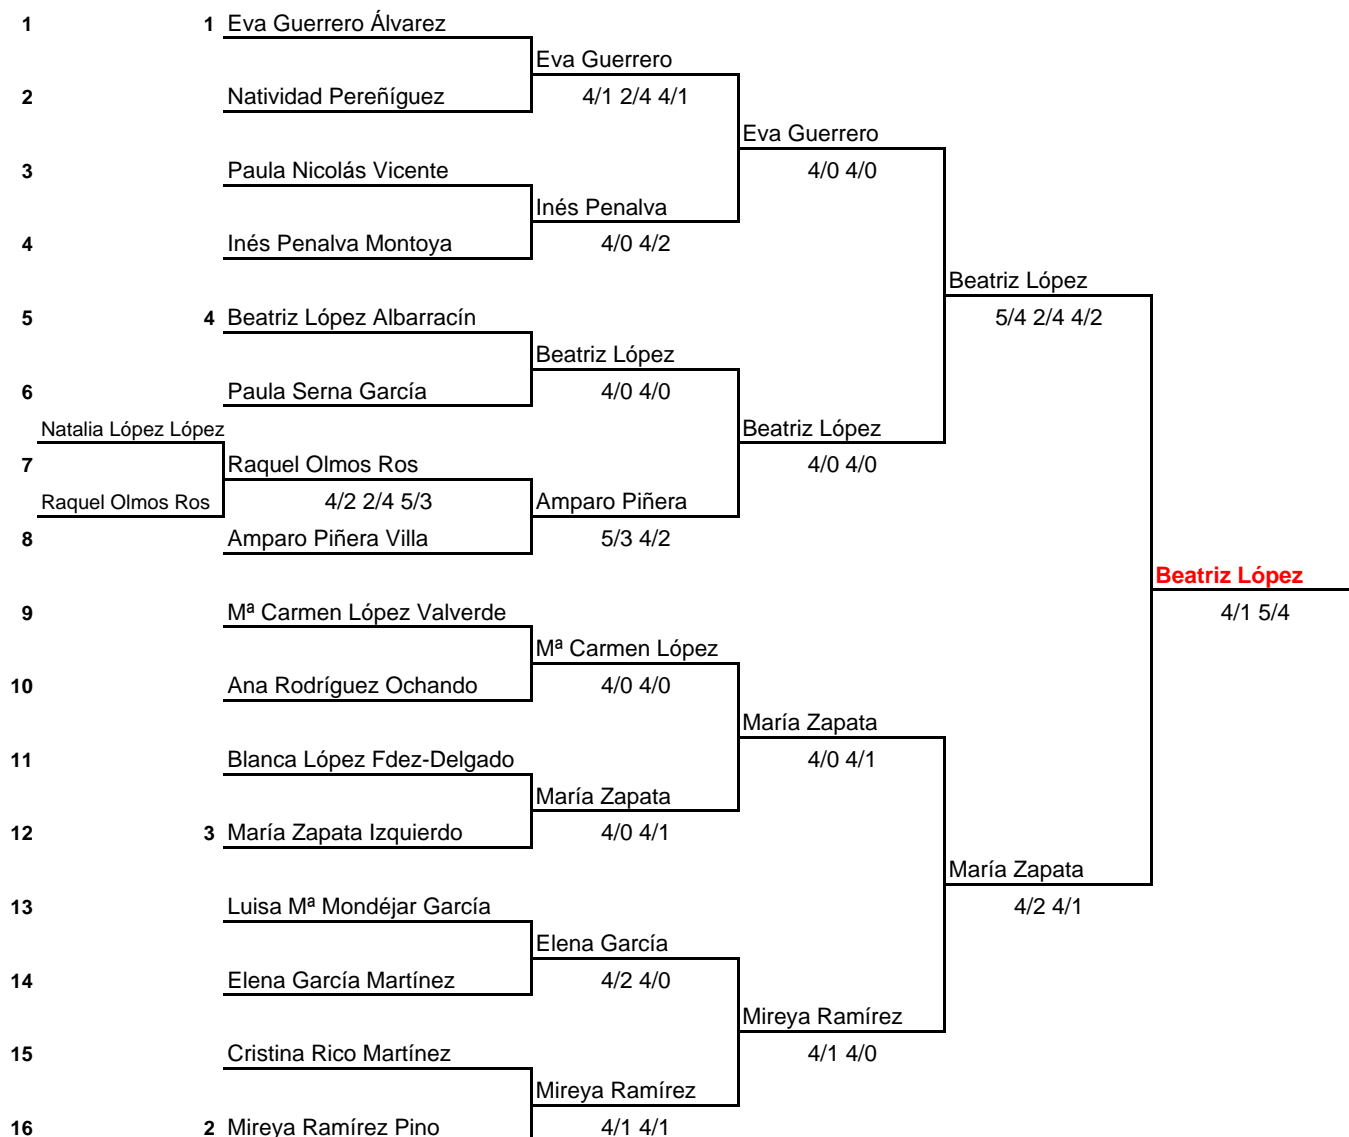 1 1 Eva Guerrero Álvarez
Eva Guerrero
2 Natividad Pereñíguez 4/1 2/4 4/1
Eva Guerrero
3 Paula Nicolás Vicente 4/0 4/0
Inés Penalva
4 Inés Penalva Montoya 4/0 4/2
Beatriz López
5 4 Beatriz López Albarracín 5/4 2/4 4/2
Beatriz López
6 Paula Serna García 4/0 4/0
Natalia López López Beatriz López
7 Raquel Olmos Ros 4/0 4/0
Raquel Olmos Ros 4/2 2/4 5/3 Amparo Piñera
8 Amparo Piñera Villa 5/3 4/2
Beatriz López
9 Mª Carmen López Valverde 4/1 5/4
Mª Carmen López
10 Ana Rodríguez Ochando 4/0 4/0
María Zapata
11 Blanca López Fdez-Delgado 4/0 4/1
María Zapata
12 3 María Zapata Izquierdo 4/0 4/1
María Zapata
13 Luisa Mª Mondéjar García 4/2 4/1
Elena García
14 Elena García Martínez 4/2 4/0
Mireya Ramírez
15 Cristina Rico Martínez 4/1 4/0
Mireya Ramírez
16 2 Mireya Ramírez Pino 4/1 4/1